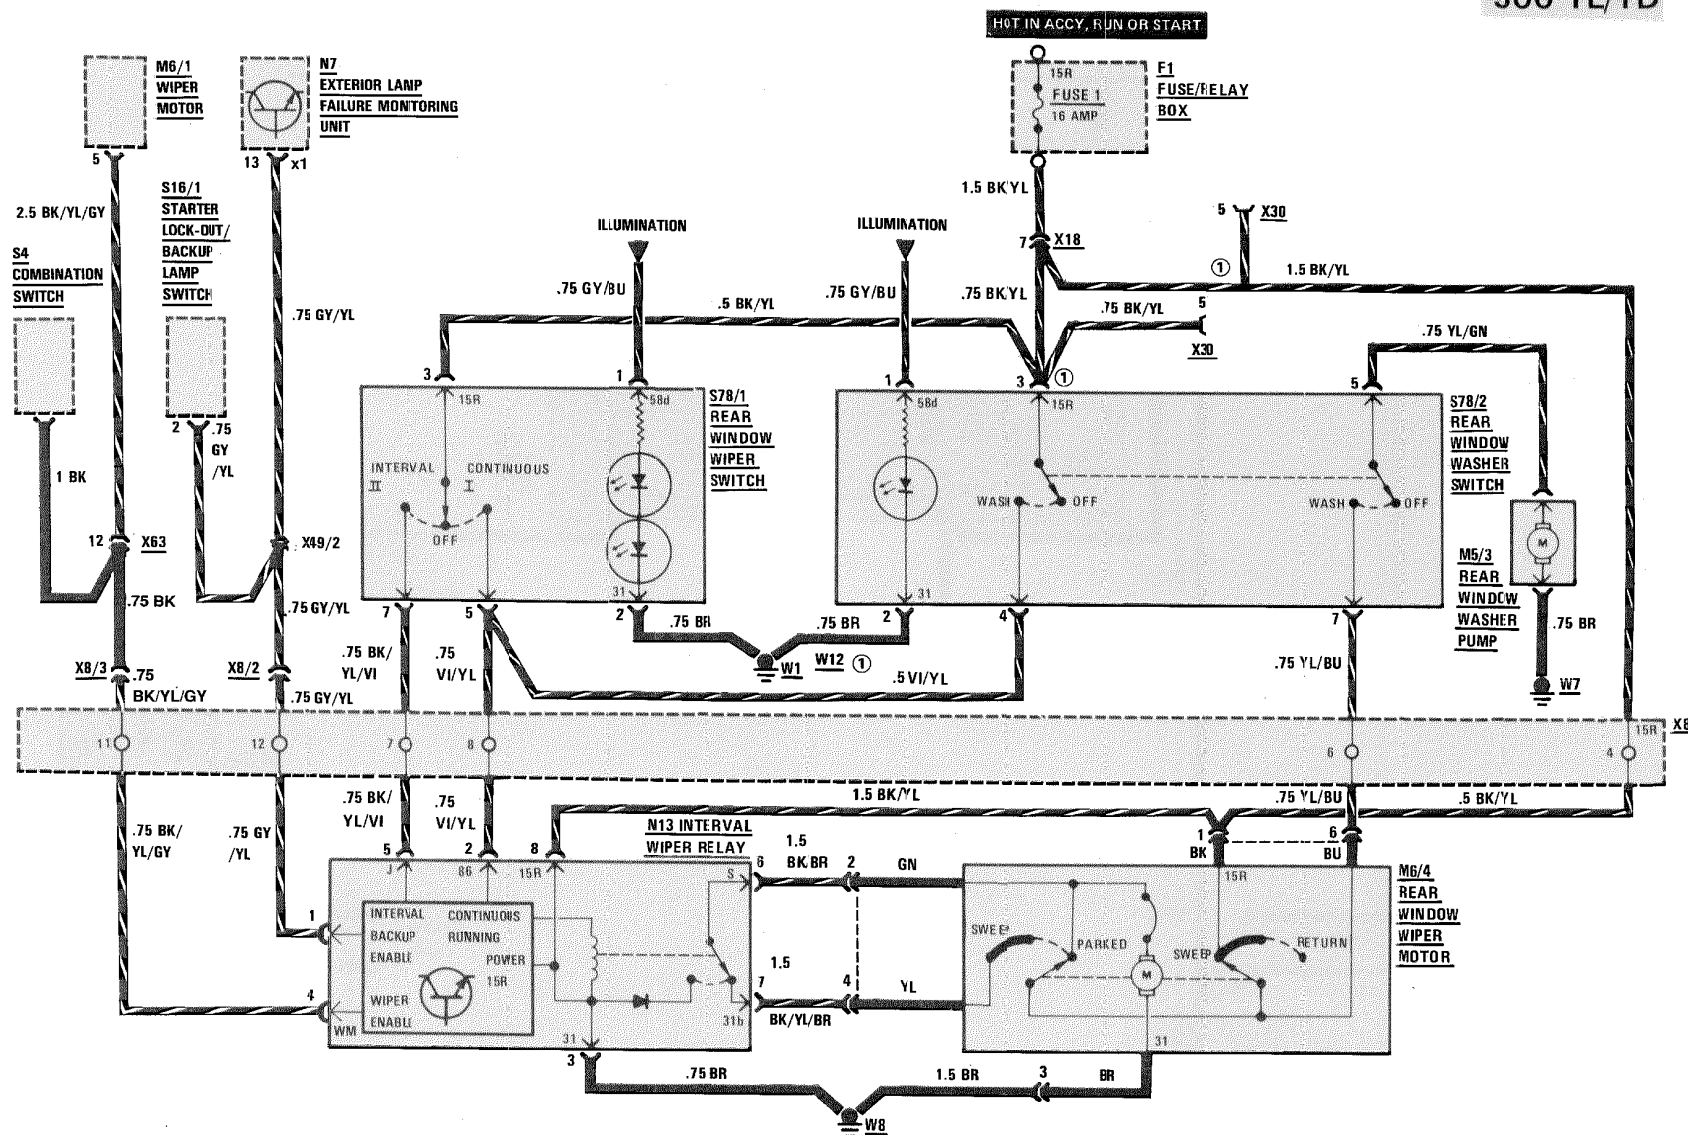 300 TE/TD
HOT IN ACCY, RUN OR START
M6/1
WIPER
MOTOR
N7
EXTERIOR LAMP
FAILURE MONITORING
UNIT
15R
FUSE 1
16 AMP
F1
FUSE/RELAY
BOX
5
13
x1
S16/1
STARTER
LOCK-OUT/
BACKUP
LAMP
SWITCH
1.5 BK/YL
2.5 BK/YL/GY
ILLUMINATION
ILLUMINATION
5
X30
7
X18
S4
COMBINATION
SWITCH
1
1.5 BK/YL
.75 GY/BU
.75 GY/BU
.75 BK/YL
.5 BK/YL
5
.75 BK/YL
X30
.75 GY/YL
.75 YL/GN
3
1
1
3
1
5
15R
58d
S78/1
REAR
WINDOW
WIPER
SWITCH
58d
15R
S78/2
REAR
WINDOW
WASHER
SWITCH
2
.75
GY
/YL
1 BK
INTERVAL
II
CONTINUOUS
I
OFF
WASH
OFF
WASH
OFF
12
X63
X49/2
M
M5/3
REAR
WINDOW
WASHER
PUMP
31
31
.75 BK
.75 GY/YL
7
5
2
.75 BR
.75 BR
2
4
7
.75 BR
X8/3
.75
BK/YL/GY
X8/2
.75 GY/YL
.75 BK/
YL/VI
.75
VI/YL
W1
W12
1
.5 VI/YL
.75 YL/BU
W7
11
12
7
8
6
15R
4
X8
.75 BK/
YL/VI
.75
VI/YL
1.5 BK/YL
.75 YL/BU
.5 BK/YL
.75 BK/
YL/GY
.75 GY
/YL
N13 INTERVAL
WIPER RELAY
5
2
8
1.5
BK/BR
6
2
GN
1
BK
6
BU
J
86
15R
S
15R
M6/4
REAR
WINDOW
WIPER
MOTOR
1
INTERVAL
CONTINUOUS
BACKUP
RUNNING
ENABLE
POWER
15R
WIPER
ENABLE
WM
4
SWEEP
PARKED
SWEEP
RETURN
M
1.5
7
4
YL
BK/YL/BR
31b
31
31
3
.75 BR
1.5 BR
3
BR
W8